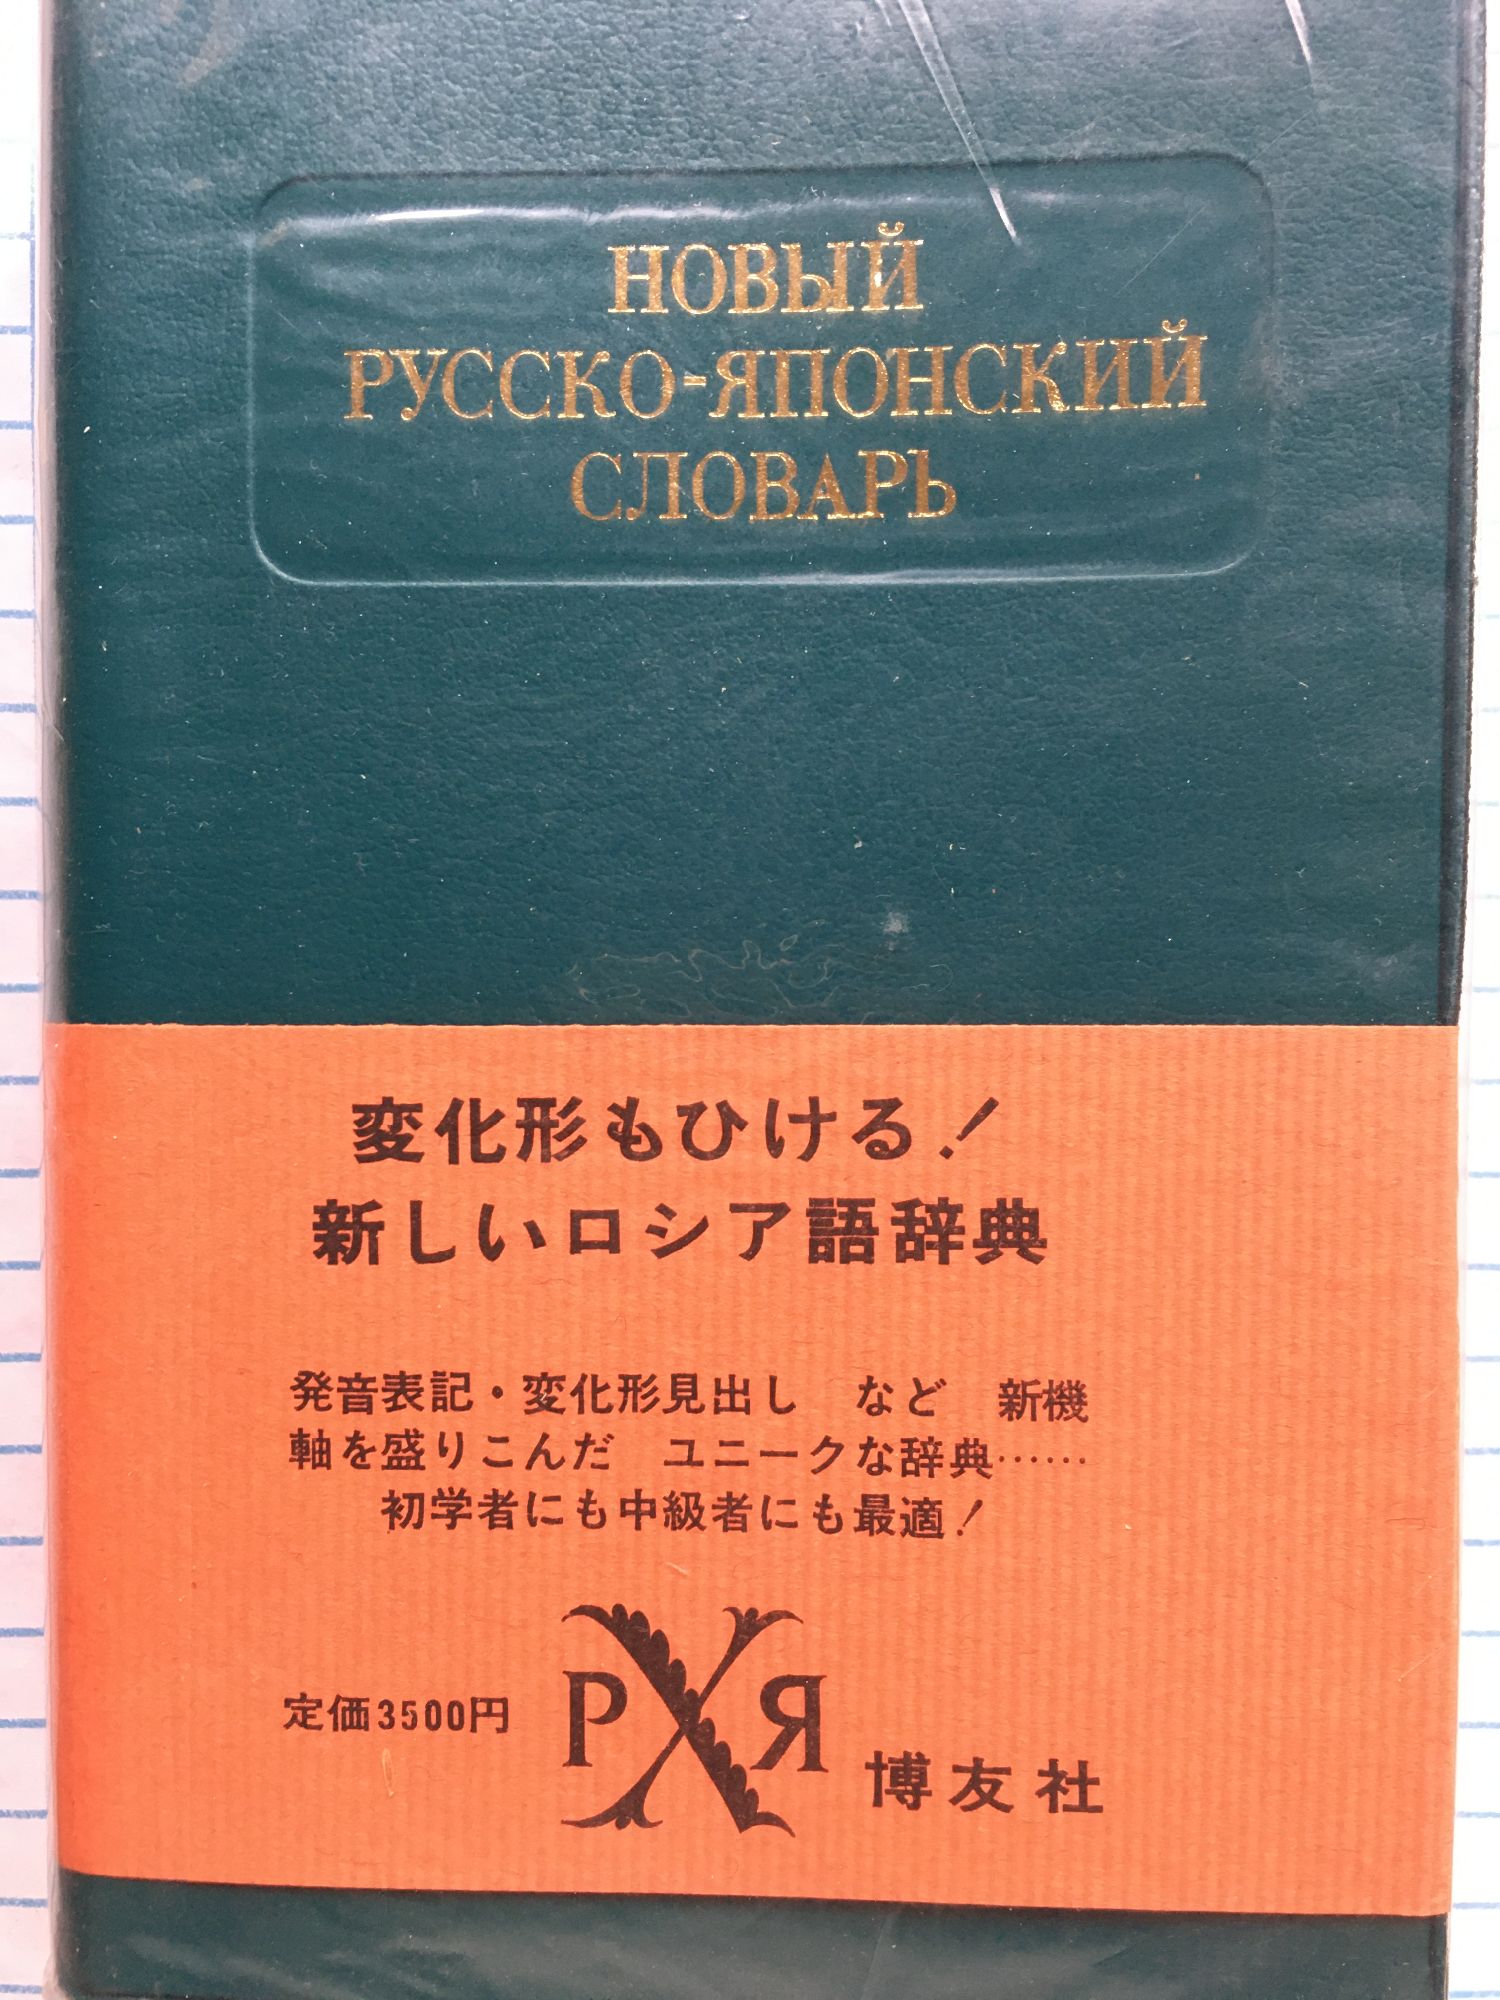 НОВЫЙ
РУССКО-ЯПОНСКИЙ
СЛОВАРЬ
変化形もひける!
新しいロシア語辞典
発音表記・変化形見出し　など　新機
軸を盛りこんだ　ユニークな辞典……
初学者にも中級者にも最適!
定価3500円
Р Я
博友社